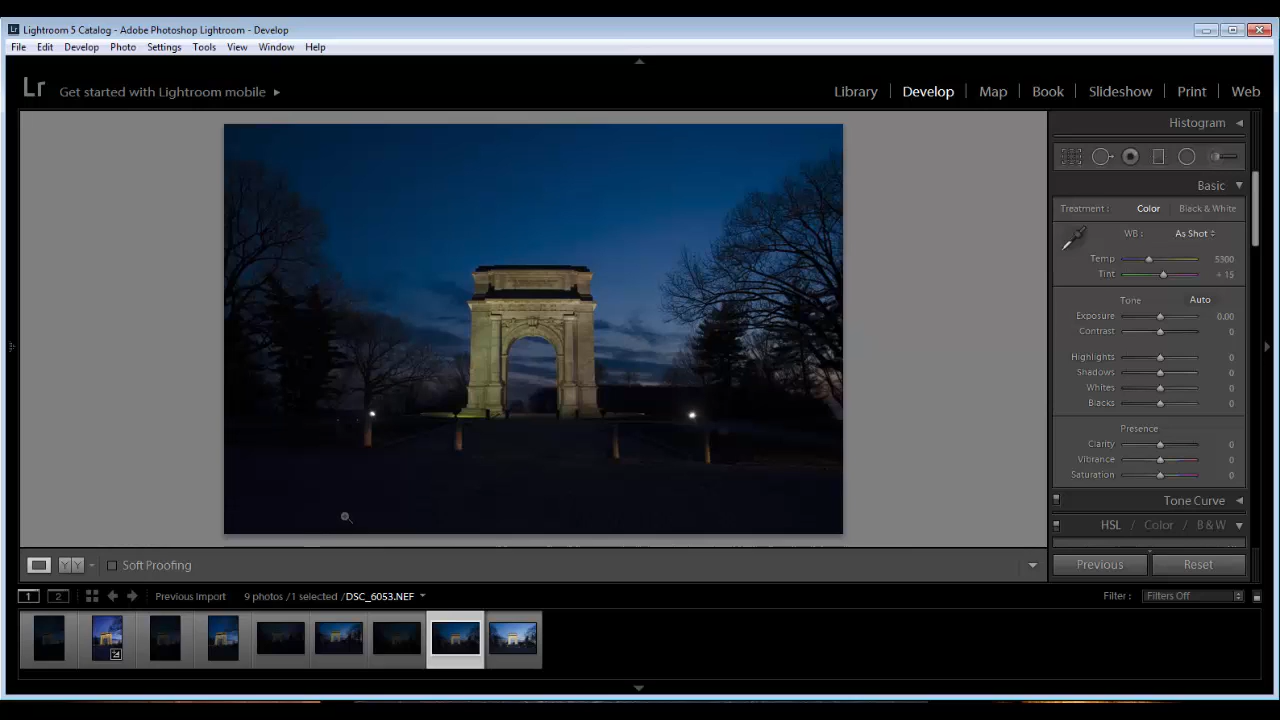 Lr Lightroom 5 Catalog - Adobe Photoshop Lightroom - Develop
File Edit Develop Photo Settings Tools View Window Help
Lr Get started with Lightroom mobile
Library Develop Map Book Slideshow Print Web
Histogram
Basic
Treatment : Color Black & White
WB : As Shot
Temp 5300
Tint + 15
Tone Auto
Exposure 0.00
Contrast 0
Highlights 0
Shadows 0
Whites 0
Blacks 0
Presence
Clarity 0
Vibrance 0
Saturation 0
Tone Curve
HSL / Color / B & W
Previous Reset
Y Y Soft Proofing
1 2 Previous Import 9 photos / 1 selected / DSC_6053.NEF Filter : Filters Off